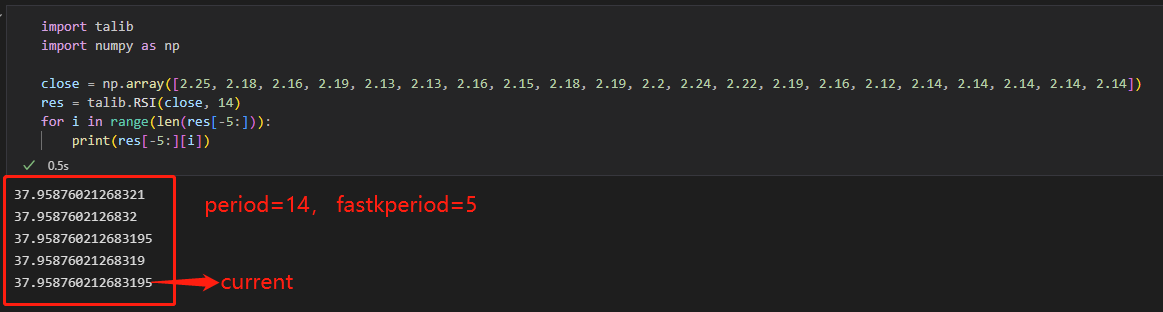 import talib
import numpy as np
close = np.array([2.25, 2.18, 2.16, 2.19, 2.13, 2.13, 2.16, 2.15, 2.18, 2.19, 2.2, 2.24, 2.22, 2.19, 2.16, 2.12, 2.14, 2.14, 2.14, 2.14, 2.14])
res = talib.RSI(close, 14)
for i in range(len(res[-5:])):
    print(res[-5:][i])
0.5s
37.95876021268321
37.9587602126832
37.958760212683195
37.95876021268319
37.958760212683195
period=14, fastkperiod=5
current